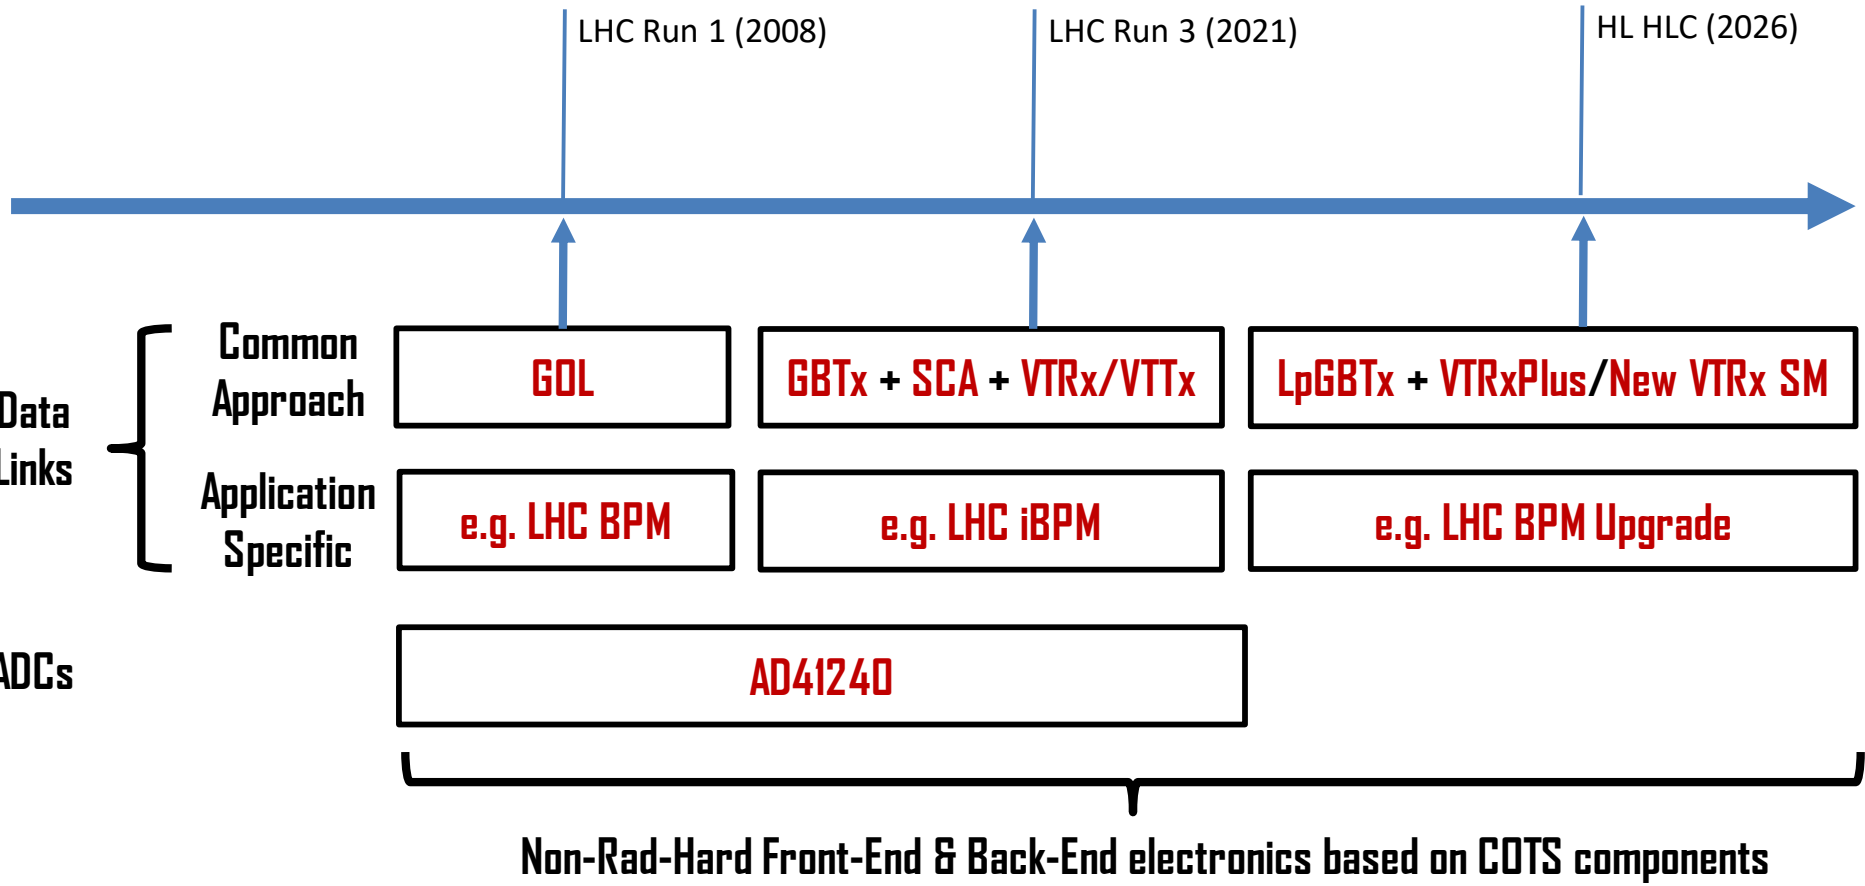 LHC Run 1 (2008)
LHC Run 3 (2021)
HL HLC (2026)
Data
Links
Common
Approach
GOL
GBTx + SCA + VTRx/VTTx
LpGBTx + VTRxPlus/New VTRx SM
Application
Specific
e.g. LHC BPM
e.g. LHC iBPM
e.g. LHC BPM Upgrade
ADCs
AD41240
Non-Rad-Hard Front-End & Back-End electronics based on COTS components